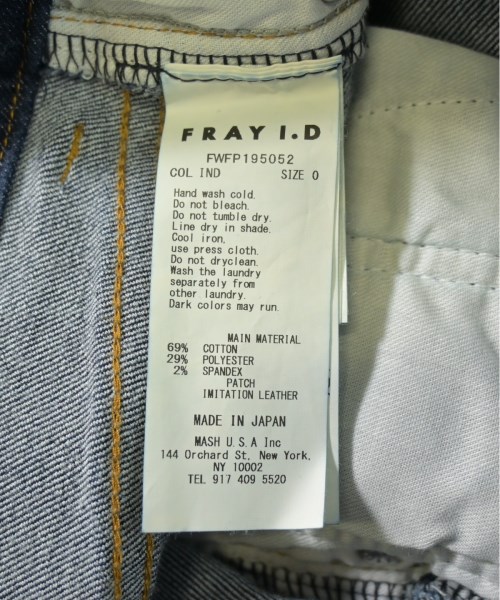 FRAY I.D
FWFP195052
COL IND SIZE 0
Hand wash cold.
Do not bleach.
Do not tumble dry.
Line dry in shade.
Cool iron,
use press cloth.
Do not dryclean.
Wash the laundry
separately from
other laundry.
Dark colors may run.
MAIN MATERIAL
69% COTTON
29% POLYESTER
2% SPANDEX
PATCH
IMITATION LEATHER
MADE IN JAPAN
MASH U.S.A Inc
144 Orchard St, New York,
NY 10002
TEL 917 409 5520